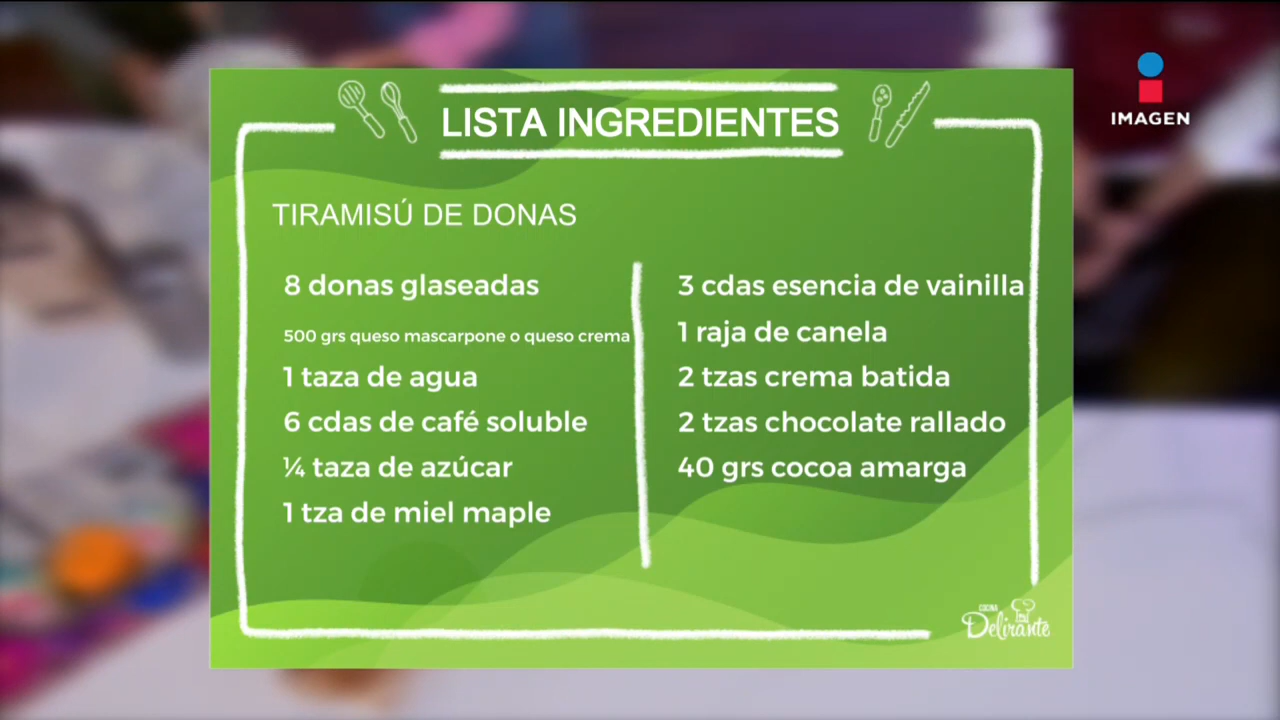 LISTA INGREDIENTES
IMAGEN
TIRAMISÚ DE DONAS
8 donas glaseadas
500 grs queso mascarpone o queso crema
1 taza de agua
6 cdas de café soluble
¼ taza de azúcar
1 tza de miel maple
3 cdas esencia de vainilla
1 raja de canela
2 tzas crema batida
2 tzas chocolate rallado
40 grs cocoa amarga
COCINA
Delirante